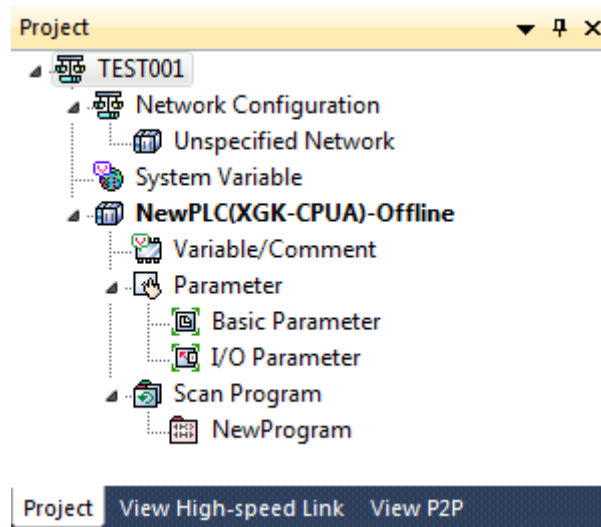 Project
TEST001
Network Configuration
Unspecified Network
System Variable
NewPLC(XGK-CPUA)-Offline
Variable/Comment
Parameter
Basic Parameter
I/O Parameter
Scan Program
NewProgram
Project View High-speed Link View P2P